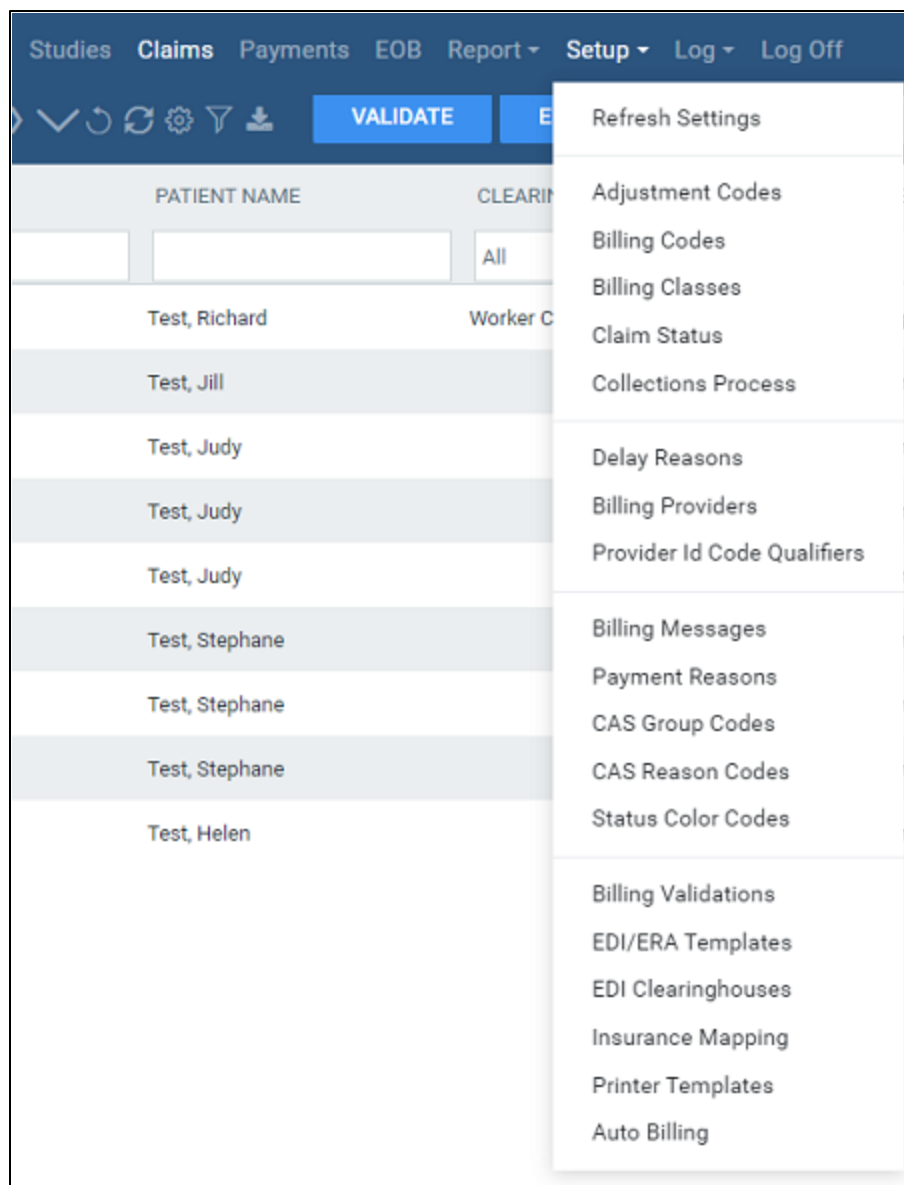 Studies Claims Payments EOB Report Setup Log Log Off
VALIDATE E
PATIENT NAME CLEARIN
All
Test, Richard Worker C
Test, Jill
Test, Judy
Test, Judy
Test, Judy
Test, Stephane
Test, Stephane
Test, Stephane
Test, Helen
Refresh Settings
Adjustment Codes
Billing Codes
Billing Classes
Claim Status
Collections Process
Delay Reasons
Billing Providers
Provider Id Code Qualifiers
Billing Messages
Payment Reasons
CAS Group Codes
CAS Reason Codes
Status Color Codes
Billing Validations
EDI/ERA Templates
EDI Clearinghouses
Insurance Mapping
Printer Templates
Auto Billing